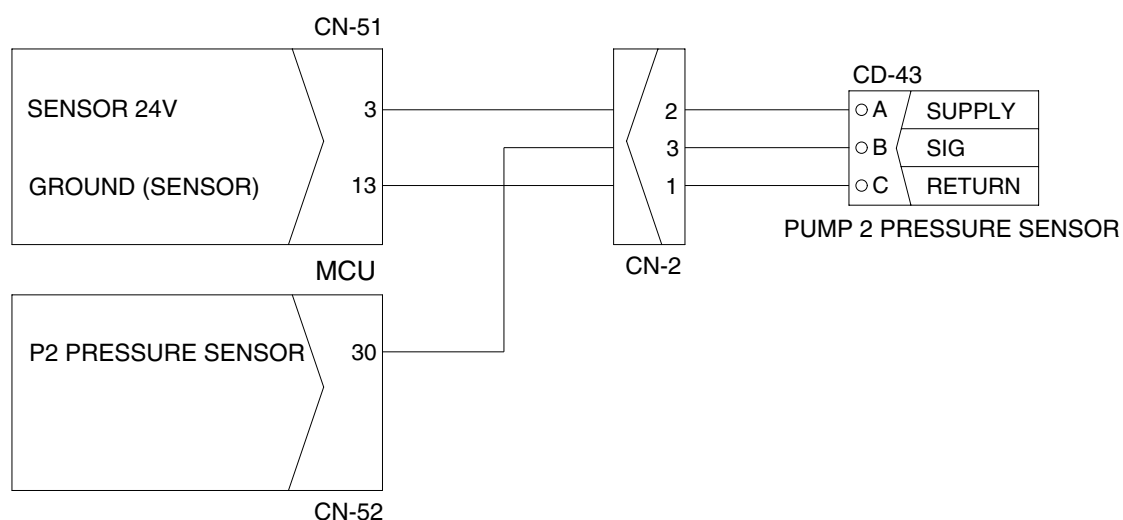 CN-51
CD-43
SENSOR 24V 3 2 A SUPPLY
3 B SIG
GROUND (SENSOR) 13 1 C RETURN
PUMP 2 PRESSURE SENSOR
CN-2
MCU
P2 PRESSURE SENSOR 30
CN-52